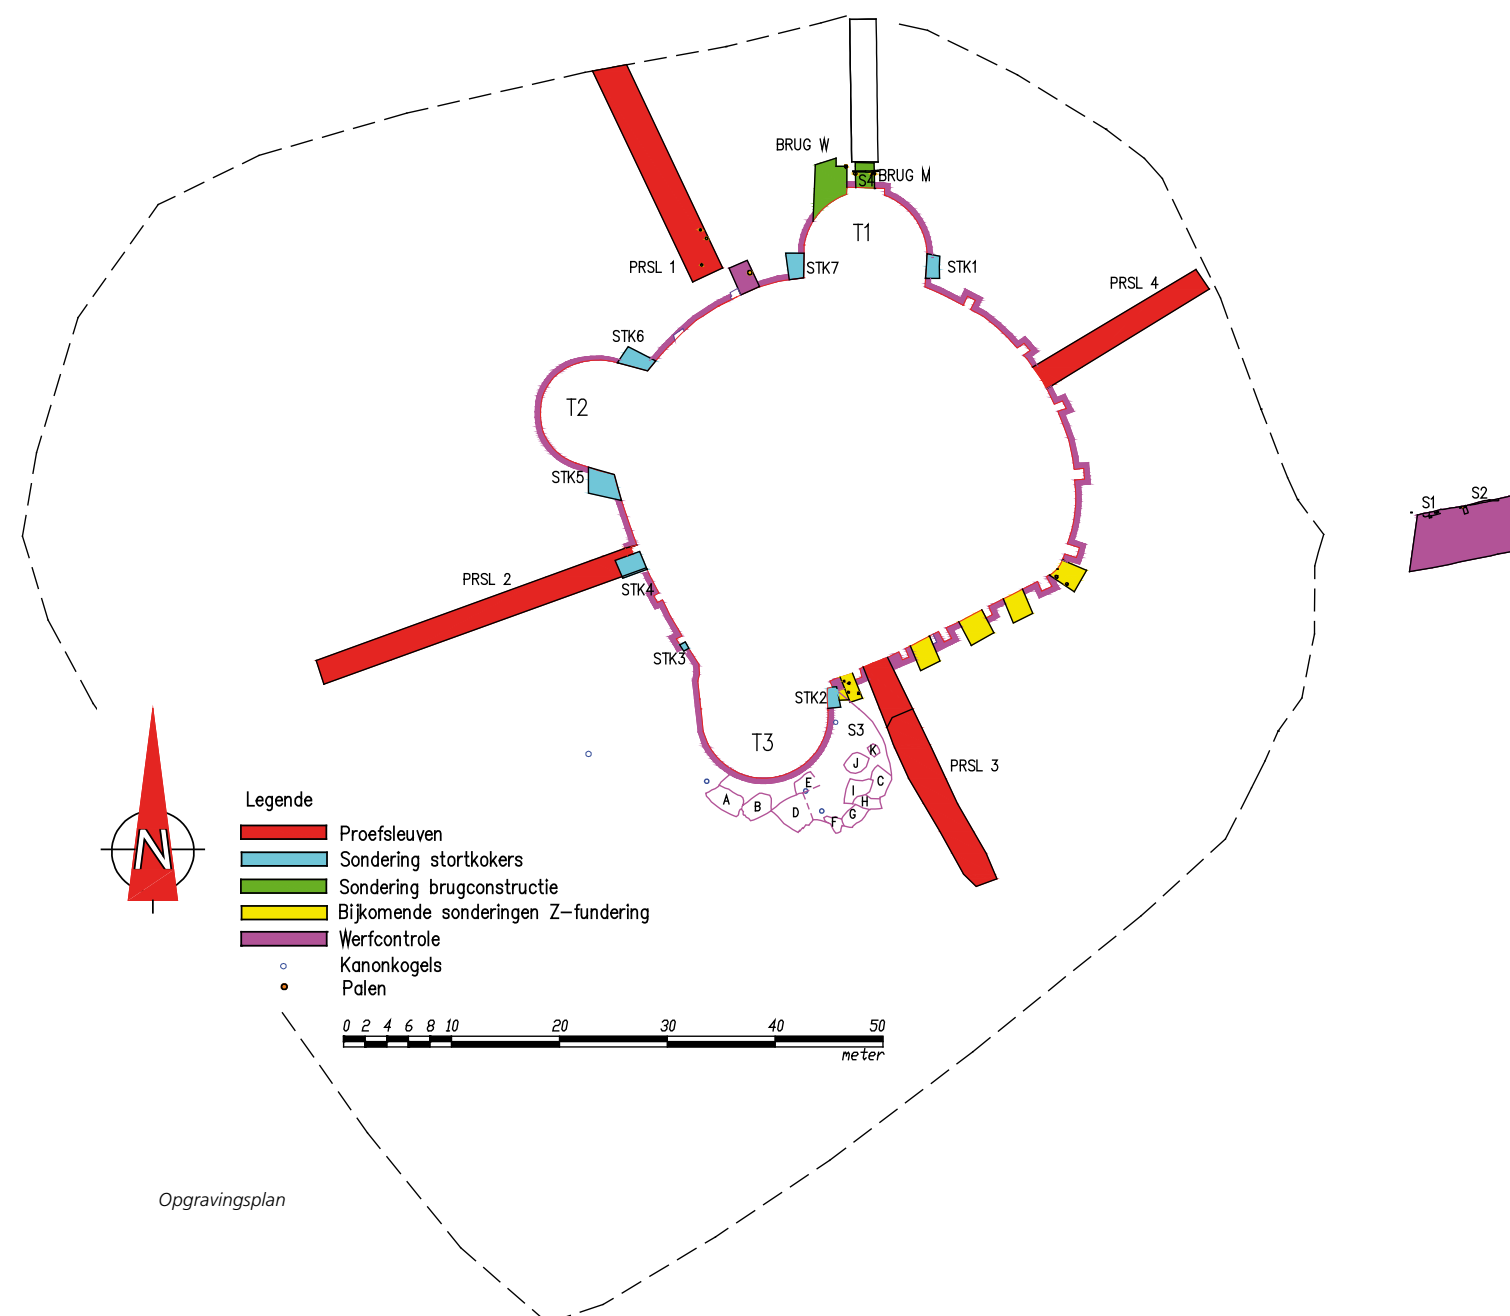 BRUG W
S4 BRUG M
T1
PRSL 1
STK7
STK1
PRSL 4
STK6
T2
STK5
S1
S2
PRSL 2
STK4
STK3
STK2
S3
T3
PRSL 3
K
J
E
C
I
A
B
H
D
G
F
Legende
Proefsleuven
Sondering stortkokers
Sondering brugconstructie
Bijkomende sonderingen Z-fundering
Werfcontrole
Kanonkogels
Palen
N
0 2 4 6 8 10 20 30 40 50
meter
Opgravingsplan